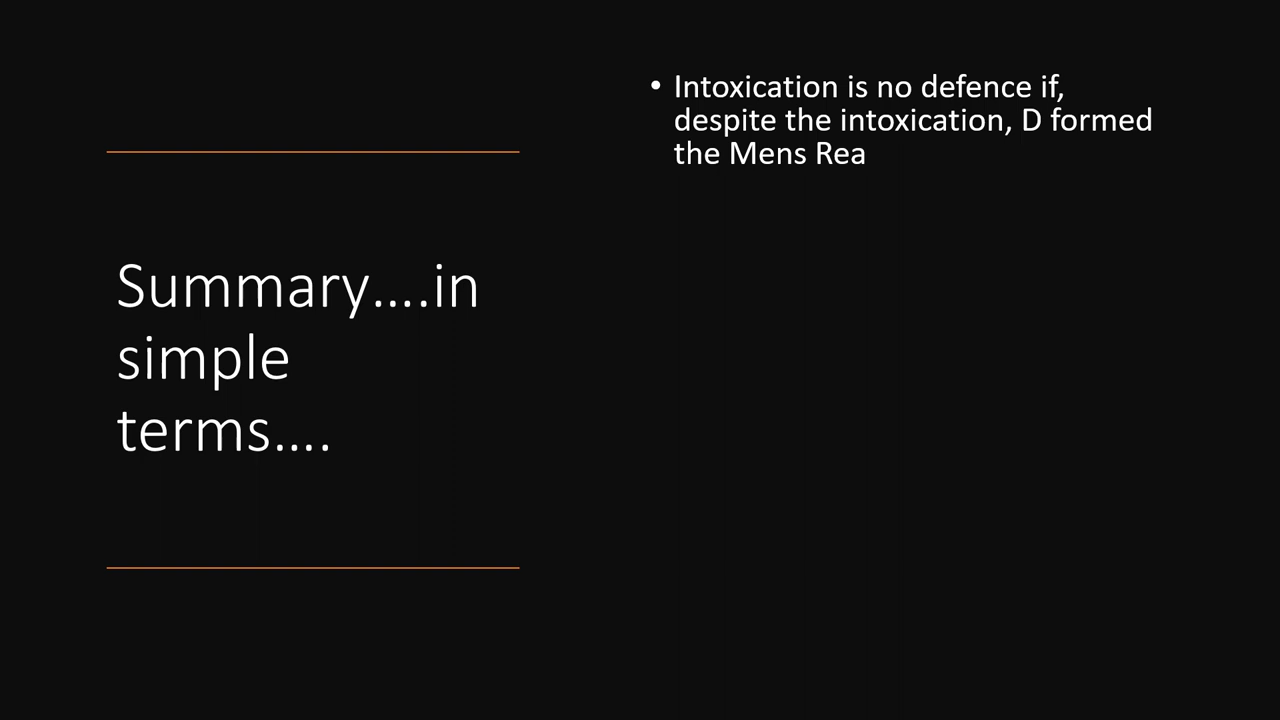 Summary....in
simple
terms....
• Intoxication is no defence if,
despite the intoxication, D formed
the Mens Rea